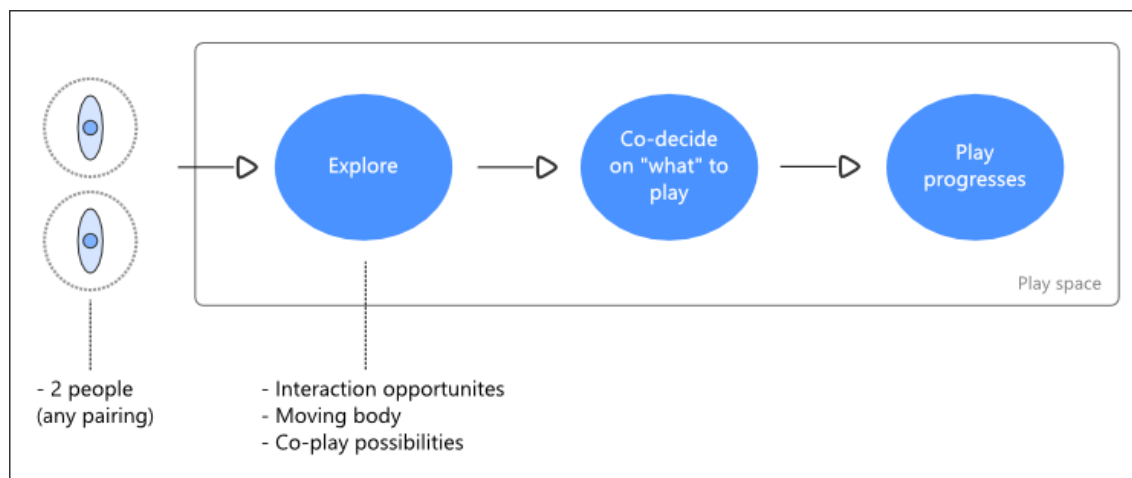 Explore
Co-decide
on "what" to
play
Play
progresses
Play space
- 2 people
(any pairing)
- Interaction opportunites
- Moving body
- Co-play possibilities